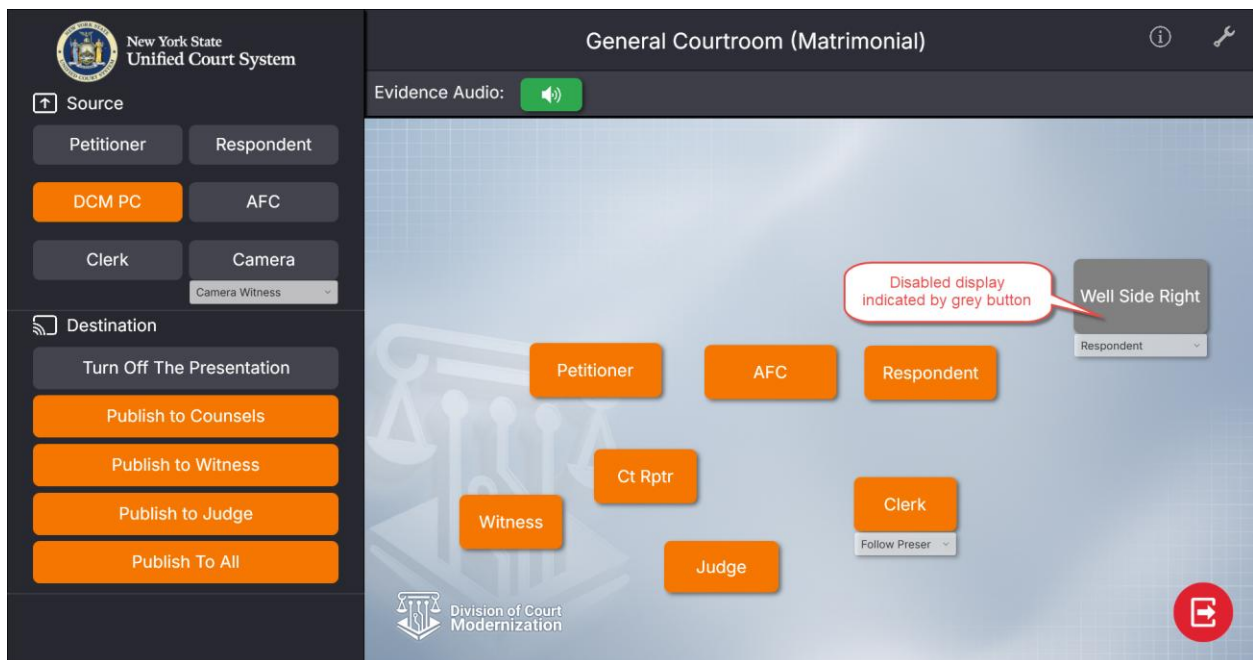 New York State
Unified Court System
General Courtroom (Matrimonial)
Source
Evidence Audio:
Petitioner
Respondent
DCM PC
AFC
Clerk
Camera
Camera Witness
Destination
Turn Off The Presentation
Publish to Counsels
Publish to Witness
Publish to Judge
Publish To All
Disabled display
indicated by grey button
Well Side Right
Respondent
Petitioner
AFC
Respondent
Ct Rptr
Witness
Clerk
Follow Preser
Judge
Division of Court
Modernization